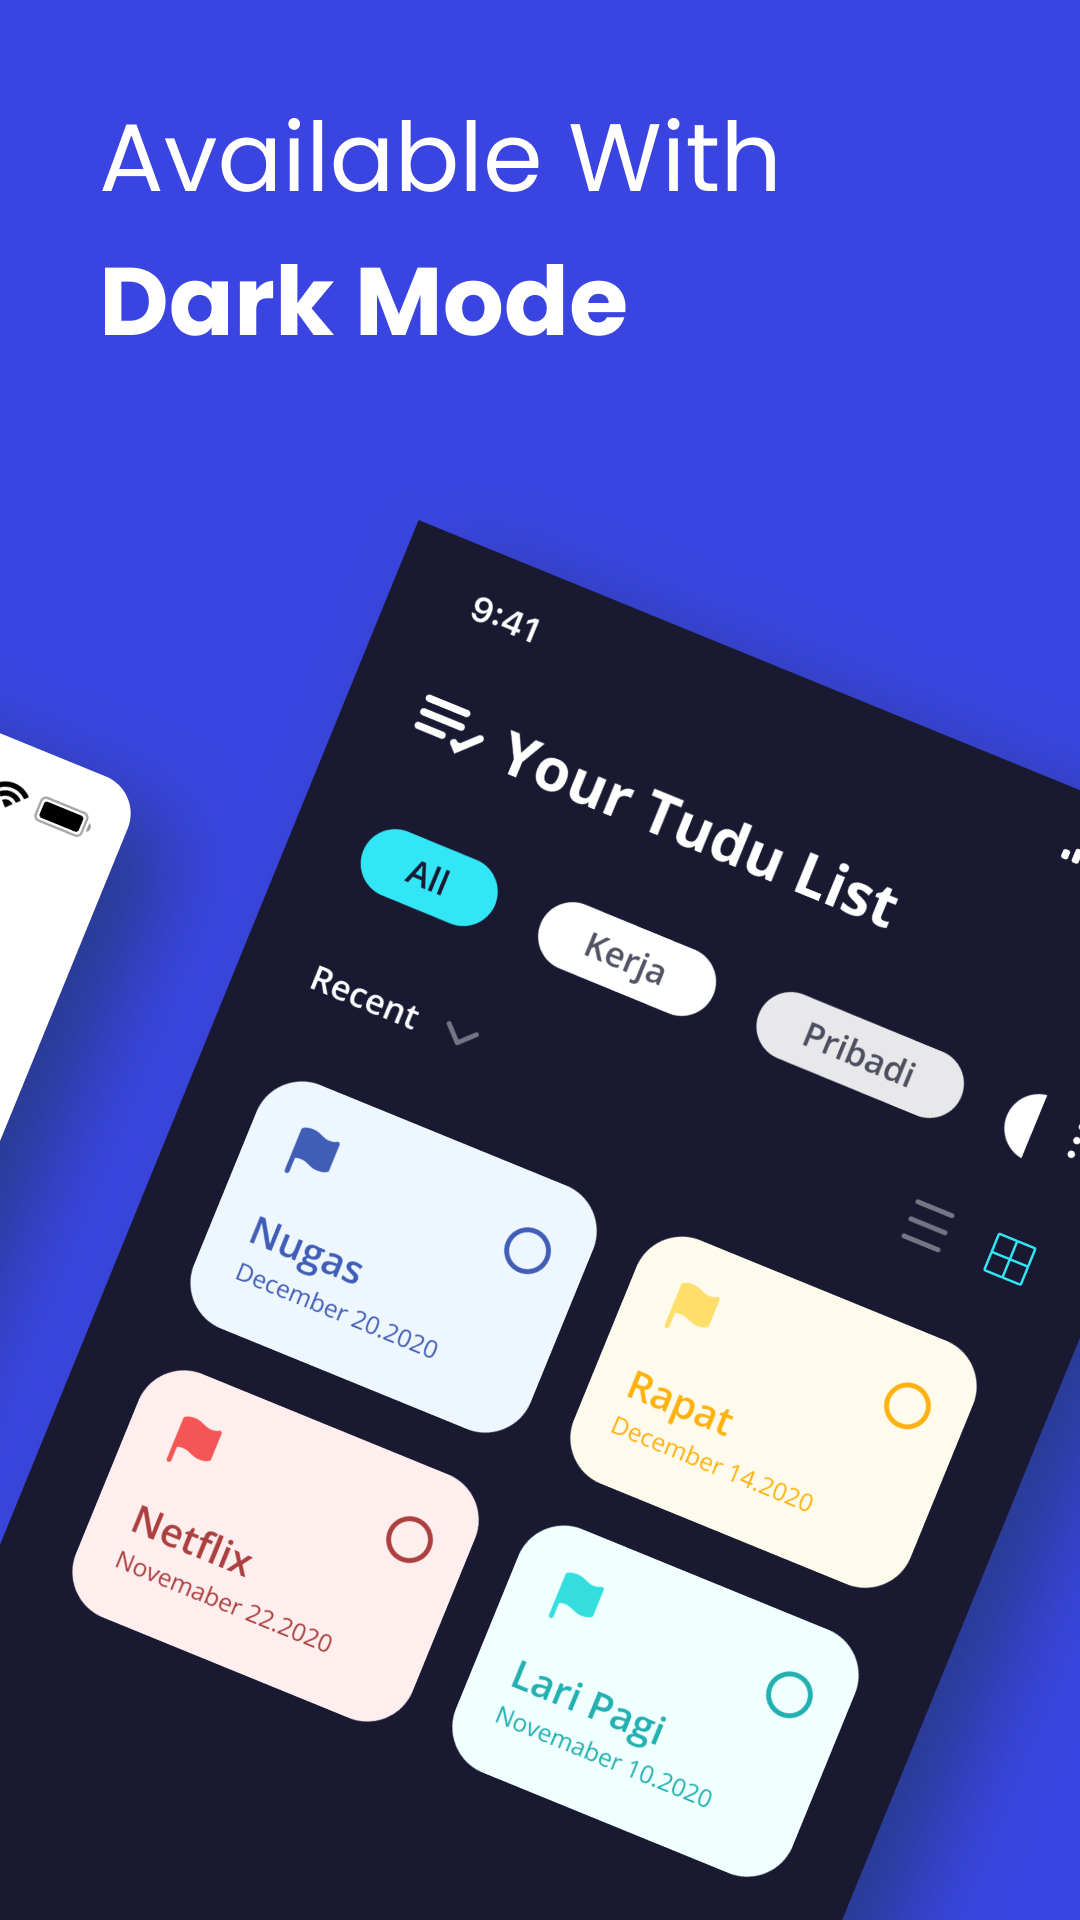 Available With
Dark Mode
9:41
Your Tudu List
All
Kerja
Pribadi
Recent
Nugas
December 20.2020
Rapat
December 14.2020
Netflix
Novemaber 22.2020
Lari Pagi
Novemaber 10.2020